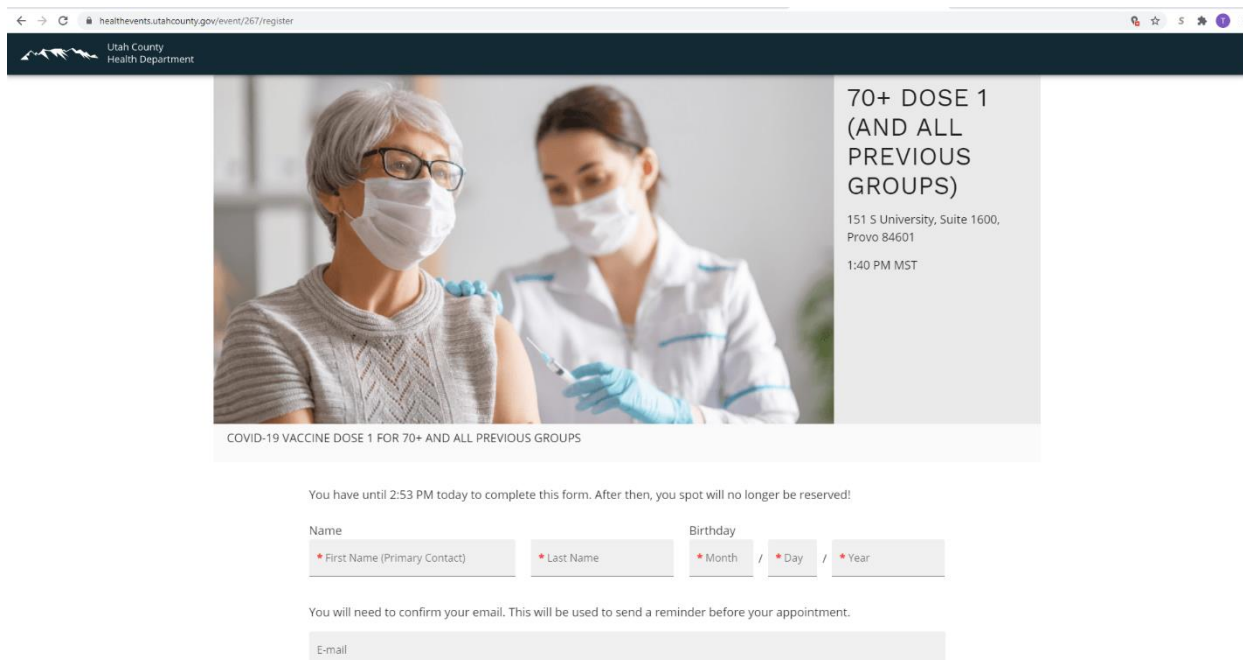 healthevents.utahcounty.gov/event/267/register
S
T
Utah County
Health Department
70+ DOSE 1
(AND ALL
PREVIOUS
GROUPS)
151 S University, Suite 1600,
Provo 84601
1:40 PM MST
COVID-19 VACCINE DOSE 1 FOR 70+ AND ALL PREVIOUS GROUPS
You have until 2:53 PM today to complete this form. After then, you spot will no longer be reserved!
Name Birthday
* First Name (Primary Contact) * Last Name * Month / * Day / * Year
You will need to confirm your email. This will be used to send a reminder before your appointment.
E-mail